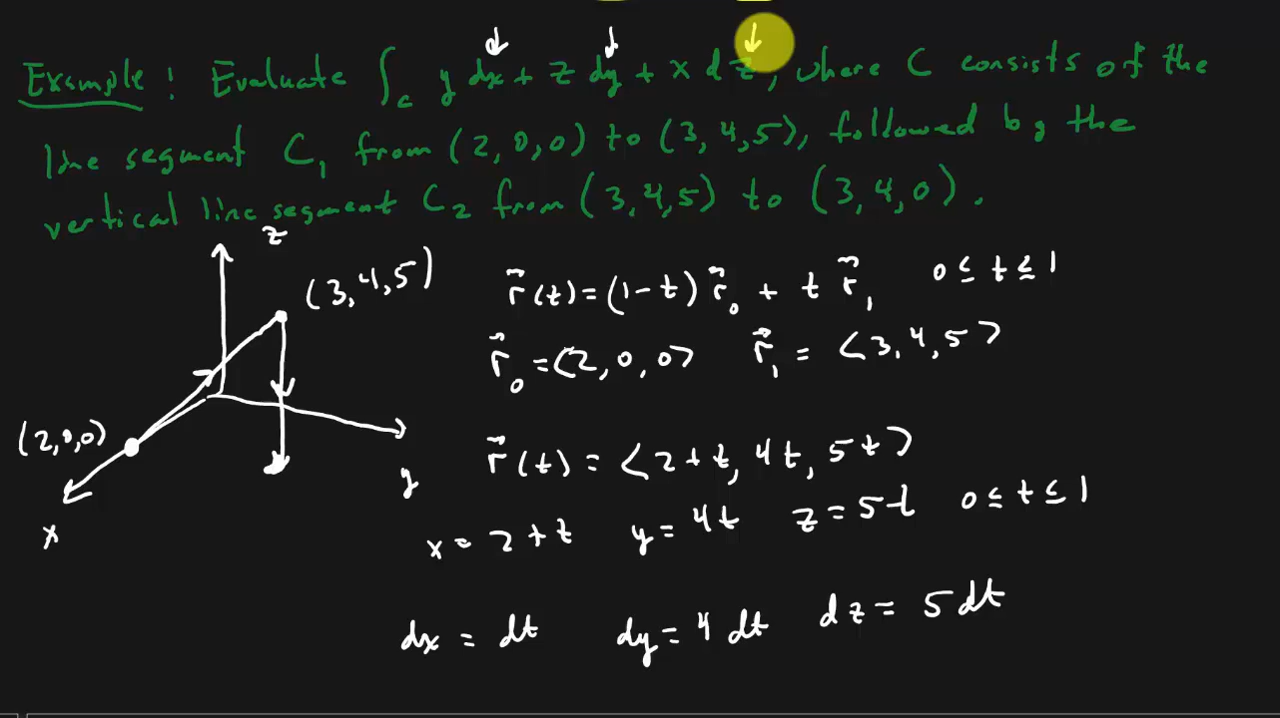 Example! Evaluate ∫_C y dx + z dy + x dz, where C consists of the
line segment C₁ from (2, 0, 0) to (3, 4, 5), followed by the
vertical line segment C₂ from (3, 4, 5) to (3, 4, 0).
z
(3, 4, 5)
(2, 0, 0)
y
x
r⃗(t) = (1-t) r⃗₀ + t r⃗₁ 0 ≤ t ≤ 1
r⃗₀ = ⟨2, 0, 0⟩ r⃗₁ = ⟨3, 4, 5⟩
r⃗(t) = ⟨2+t, 4t, 5t⟩
x = 2+t y = 4t z = 5t 0 ≤ t ≤ 1
dx = dt dy = 4 dt dz = 5 dt